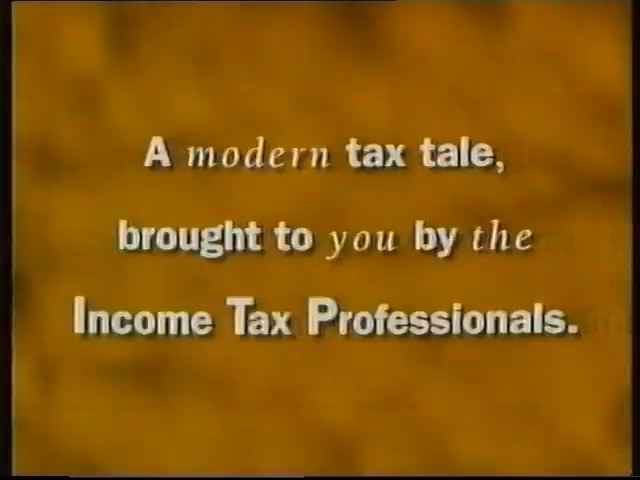 A modern tax tale,
brought to you by the
Income Tax Professionals.